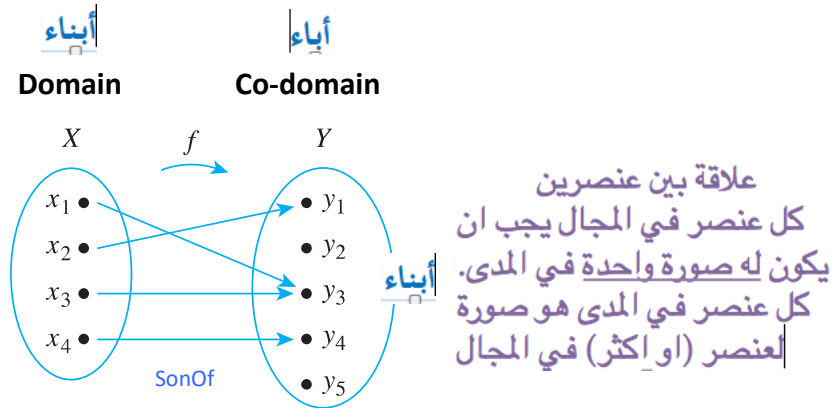 أبناء أباء
Domain Co-domain
X f Y
x1 y1
x2 y2
x3 y3
x4 y4
y5
SonOf
أبناء
علاقة بين عنصرين
كل عنصر في المجال يجب ان
يكون له صورة واحدة في المدى.
كل عنصر في المدى هو صورة
لعنصر (او اكثر) في المجال